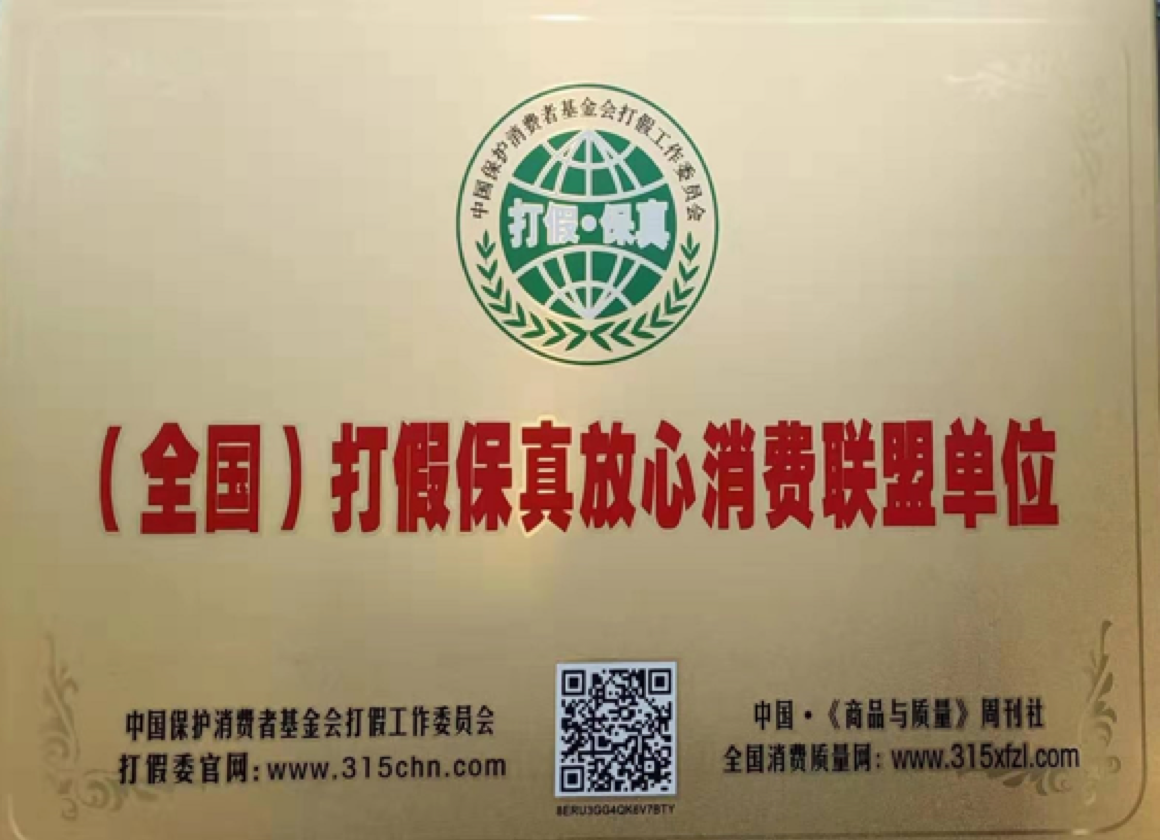 中国保护消费者基金会打假工作委员会
打假·保真
（全国）打假保真放心消费联盟单位
中国保护消费者基金会打假工作委员会
打假委官网:www.315chn.com
8ERU3GG4QK6V7BTY
中国·《商品与质量》周刊社
全国消费质量网：www.315xfzl.com